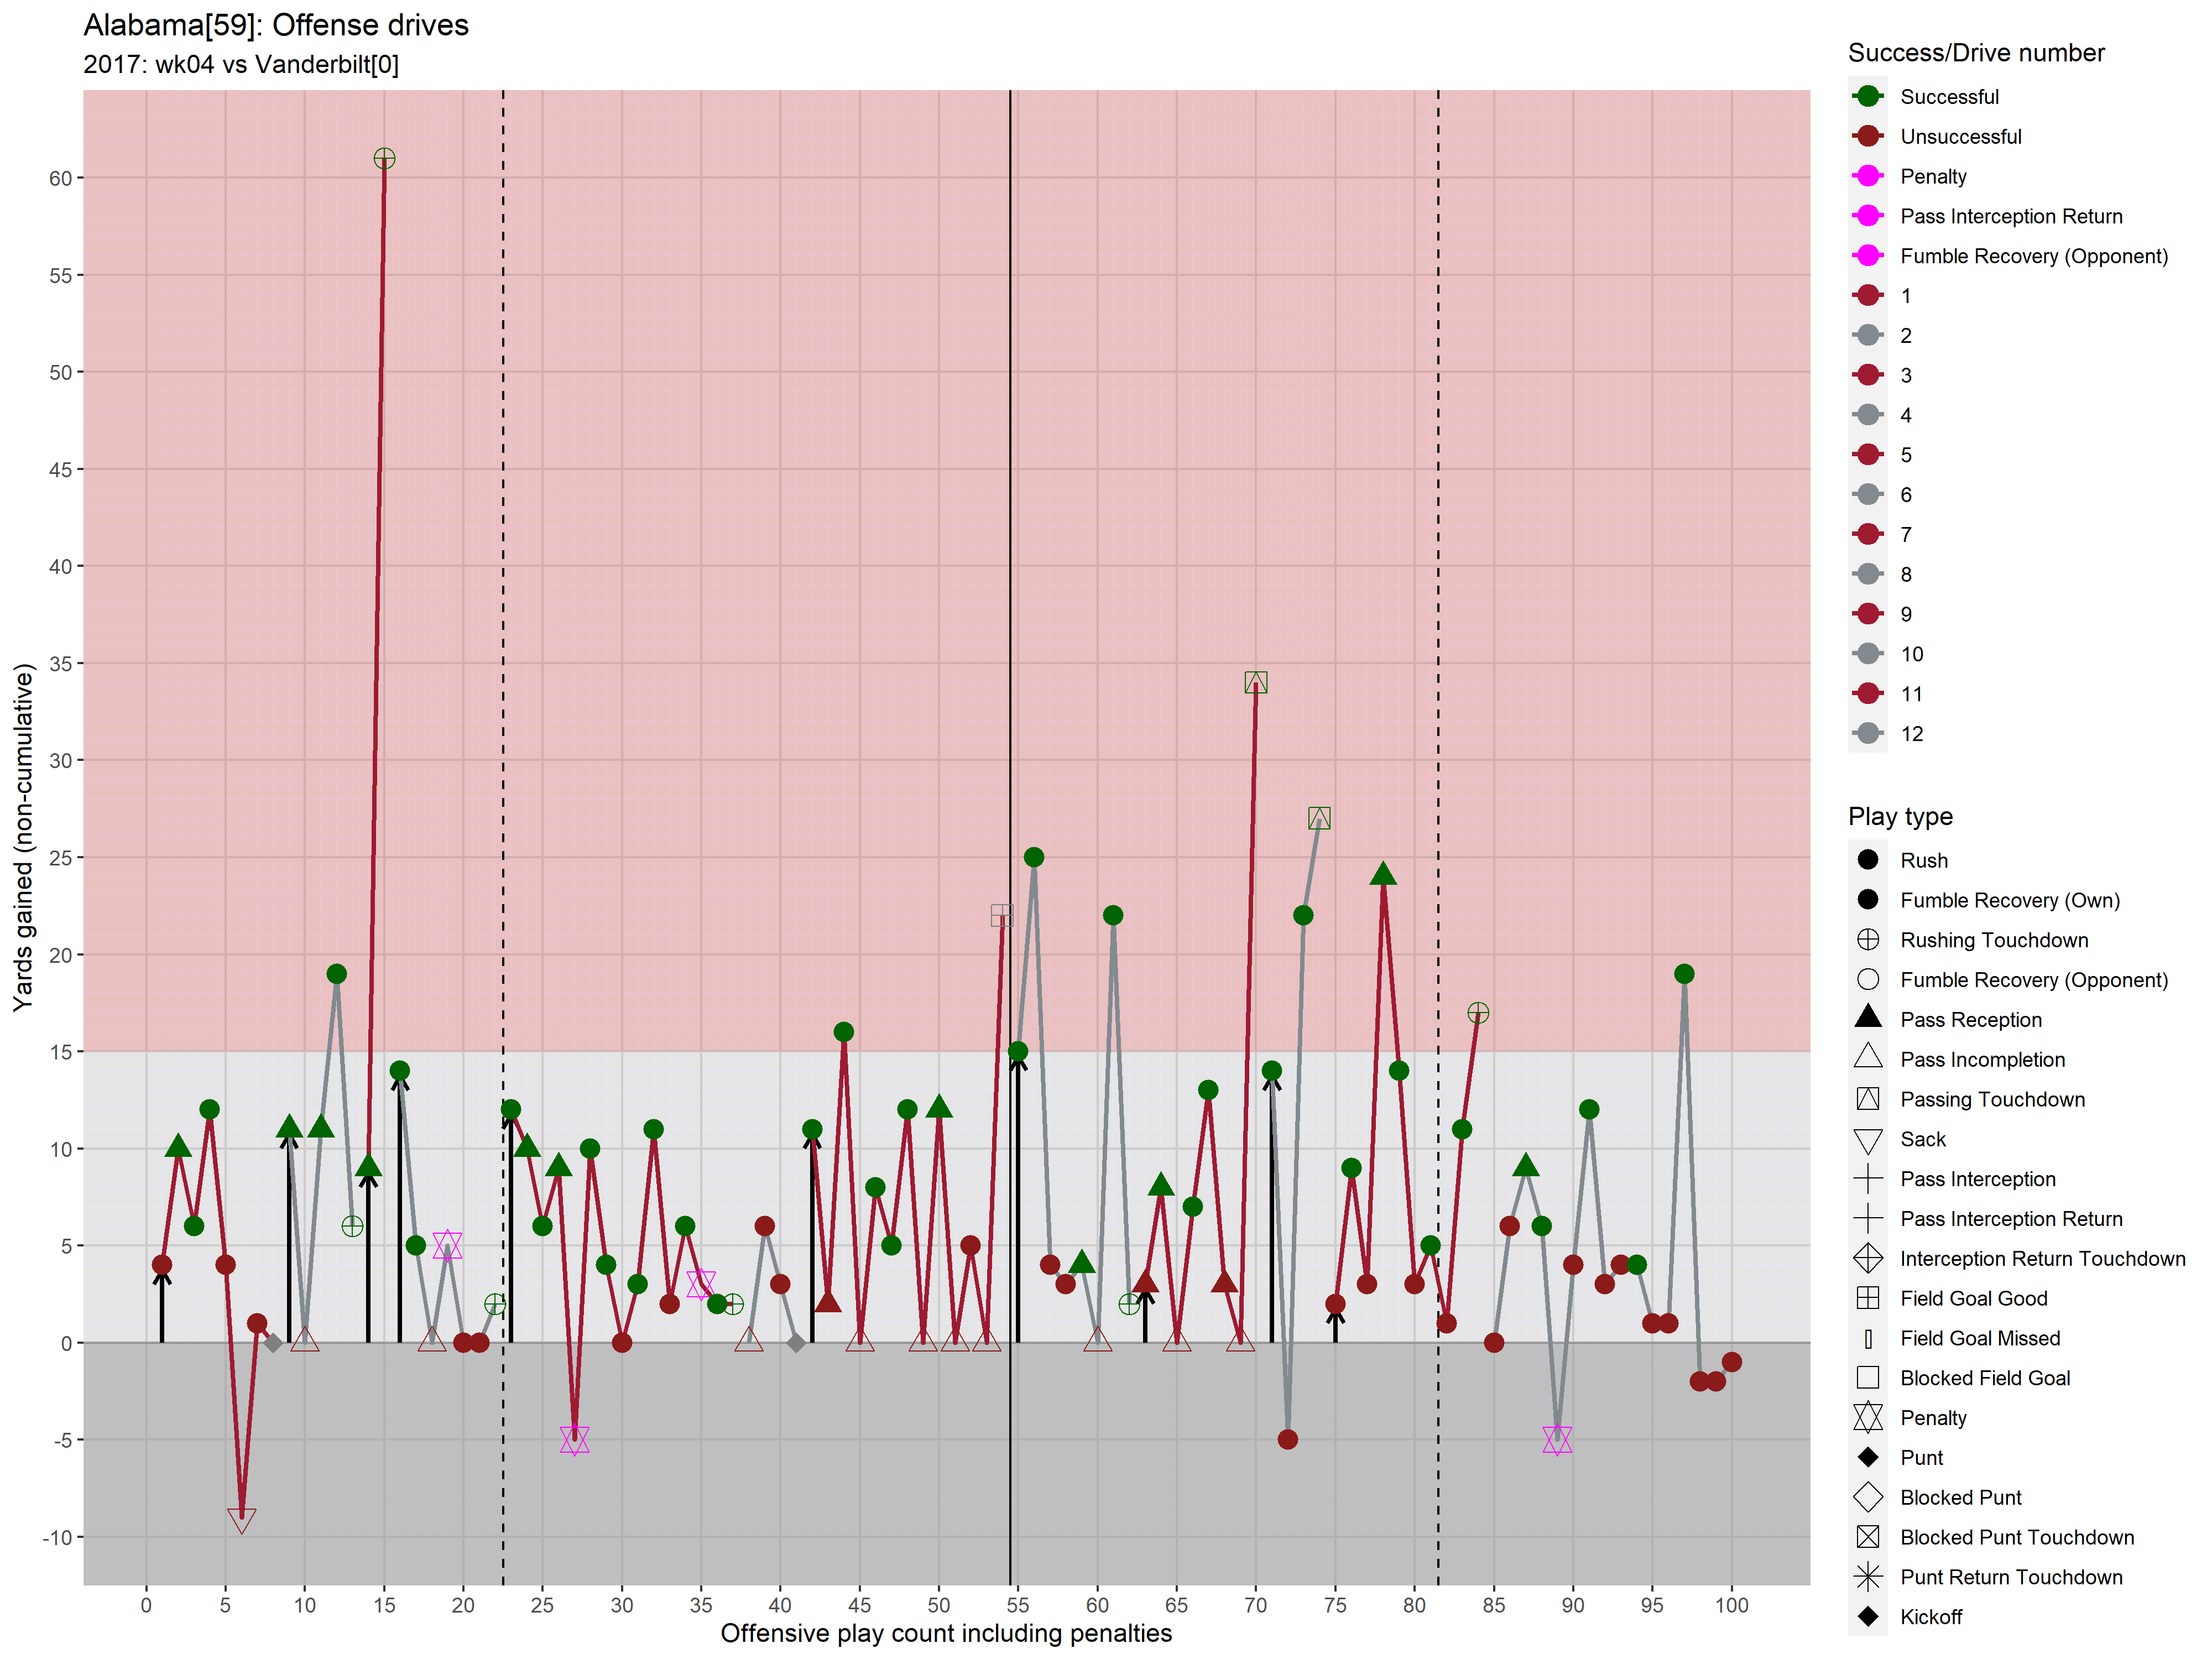 Alabama[59]: Offense drives
2017: wk04 vs Vanderbilt[0]
Yards gained (non-cumulative)
60
55
50
45
40
35
30
25
20
15
10
5
0
-5
-10
0 5 10 15 20 25 30 35 40 45 50 55 60 65 70 75 80 85 90 95 100
Offensive play count including penalties
Success/Drive number
Successful
Unsuccessful
Penalty
Pass Interception Return
Fumble Recovery (Opponent)
1
2
3
4
5
6
7
8
9
10
11
12
Play type
Rush
Fumble Recovery (Own)
Rushing Touchdown
Fumble Recovery (Opponent)
Pass Reception
Pass Incompletion
Passing Touchdown
Sack
Pass Interception
Pass Interception Return
Interception Return Touchdown
Field Goal Good
Field Goal Missed
Blocked Field Goal
Penalty
Punt
Blocked Punt
Blocked Punt Touchdown
Punt Return Touchdown
Kickoff